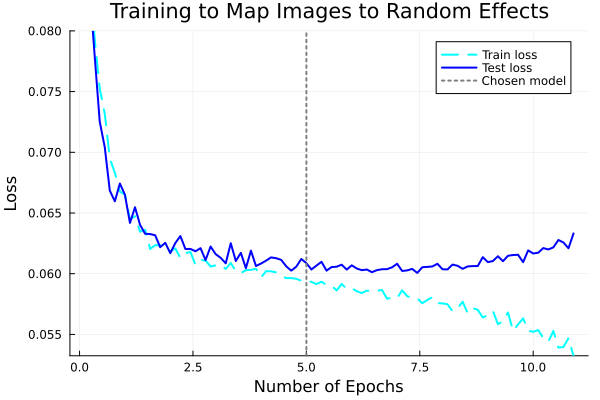 Training to Map Images to Random Effects
0.080
0.075
0.070
0.065
0.060
0.055
Loss
Train loss
Test loss
Chosen model
0.0
2.5
5.0
7.5
10.0
Number of Epochs